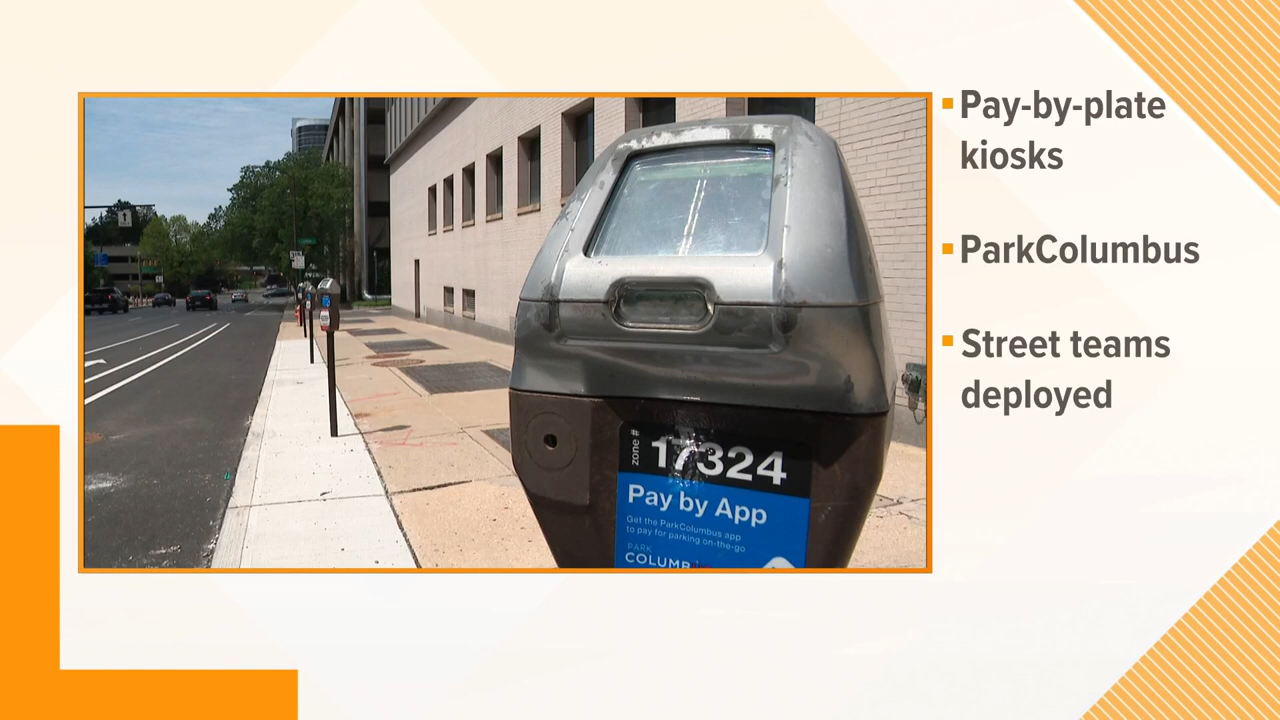 Pay-by-plate
kiosks
ParkColumbus
Street teams
deployed
zone #
17324
Pay by App
Get the ParkColumbus app
to pay for parking on-the-go
PARK